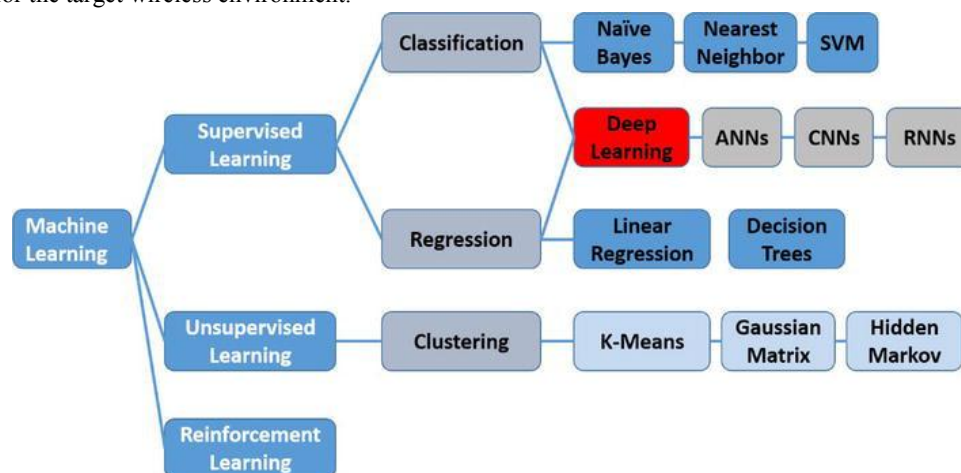 for the target wireless environment.
Classification
Naïve
Bayes
Nearest
Neighbor
SVM
Supervised
Learning
Deep
Learning
ANNs
CNNs
RNNs
Machine
Learning
Regression
Linear
Regression
Decision
Trees
Unsupervised
Learning
Clustering
K-Means
Gaussian
Matrix
Hidden
Markov
Reinforcement
Learning